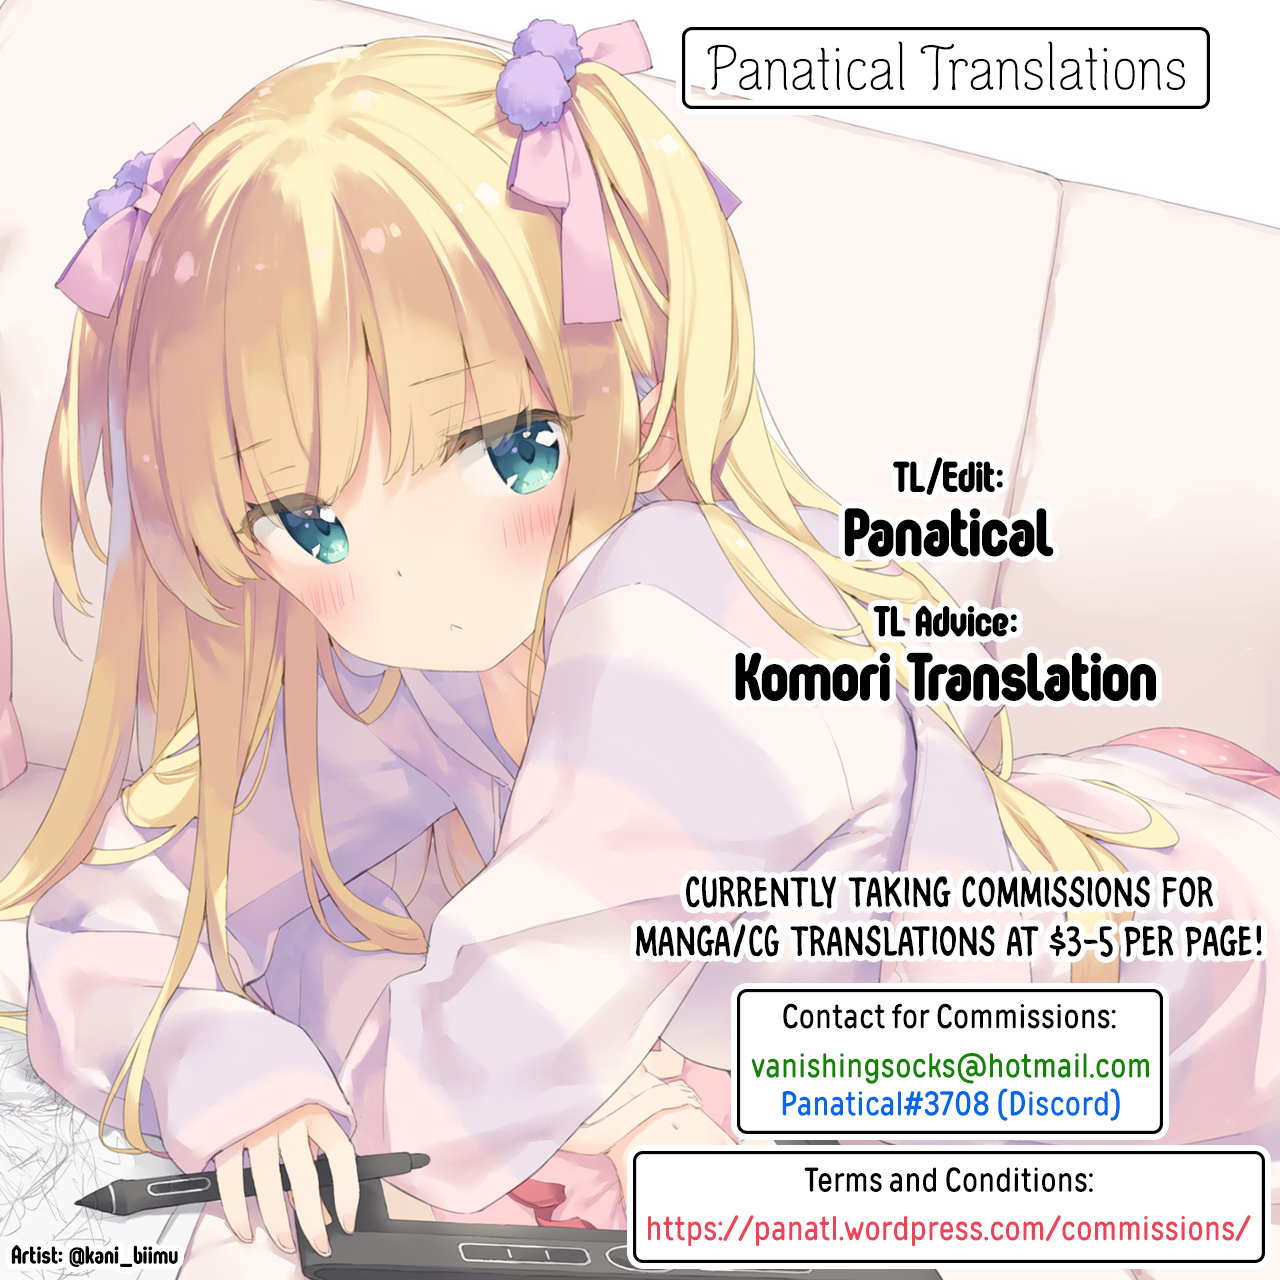 Panatical Translations
TL/Edit:
Panatical
TL Advice:
Komori Translation
CURRENTLY TAKING COMMISSIONS FOR
MANGA/CG TRANSLATIONS AT $3-5 PER PAGE!
Contact for Commissions:
vanishingsocks@hotmail.com
Panatical#3708 (Discord)
Terms and Conditions:
https://panatl.wordpress.com/commissions/
Artist: @kani_biimu